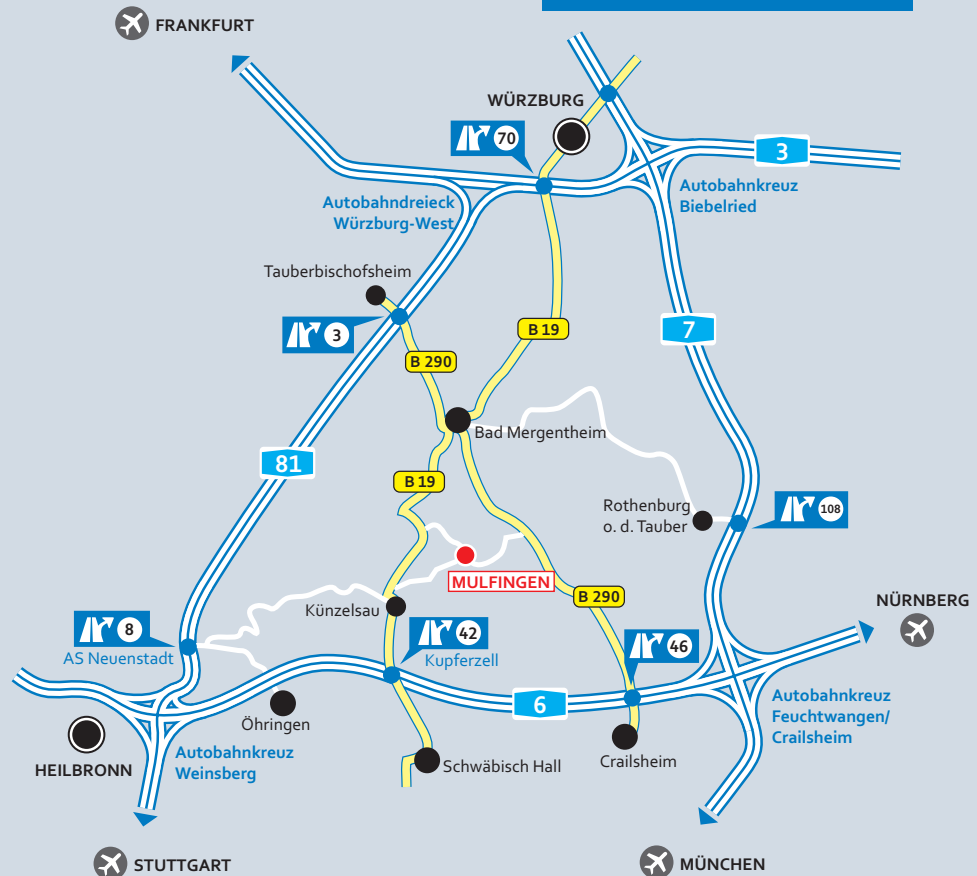 FRANKFURT
WÜRZBURG
70
3
Autobahnkreuz
Biebelried
Autobahndreieck
Würzburg-West
Tauberbischofsheim
3
B 19
7
B 290
Bad Mergentheim
81
B 19
Rothenburg
o. d. Tauber
108
MULFINGEN
B 290
Künzelsau
NÜRNBERG
8
AS Neuenstadt
42
Kupferzell
46
6
Autobahnkreuz
Feuchtwangen/
Crailsheim
Öhringen
Autobahnkreuz
Weinsberg
HEILBRONN
Schwäbisch Hall
Crailsheim
STUTTGART
MÜNCHEN